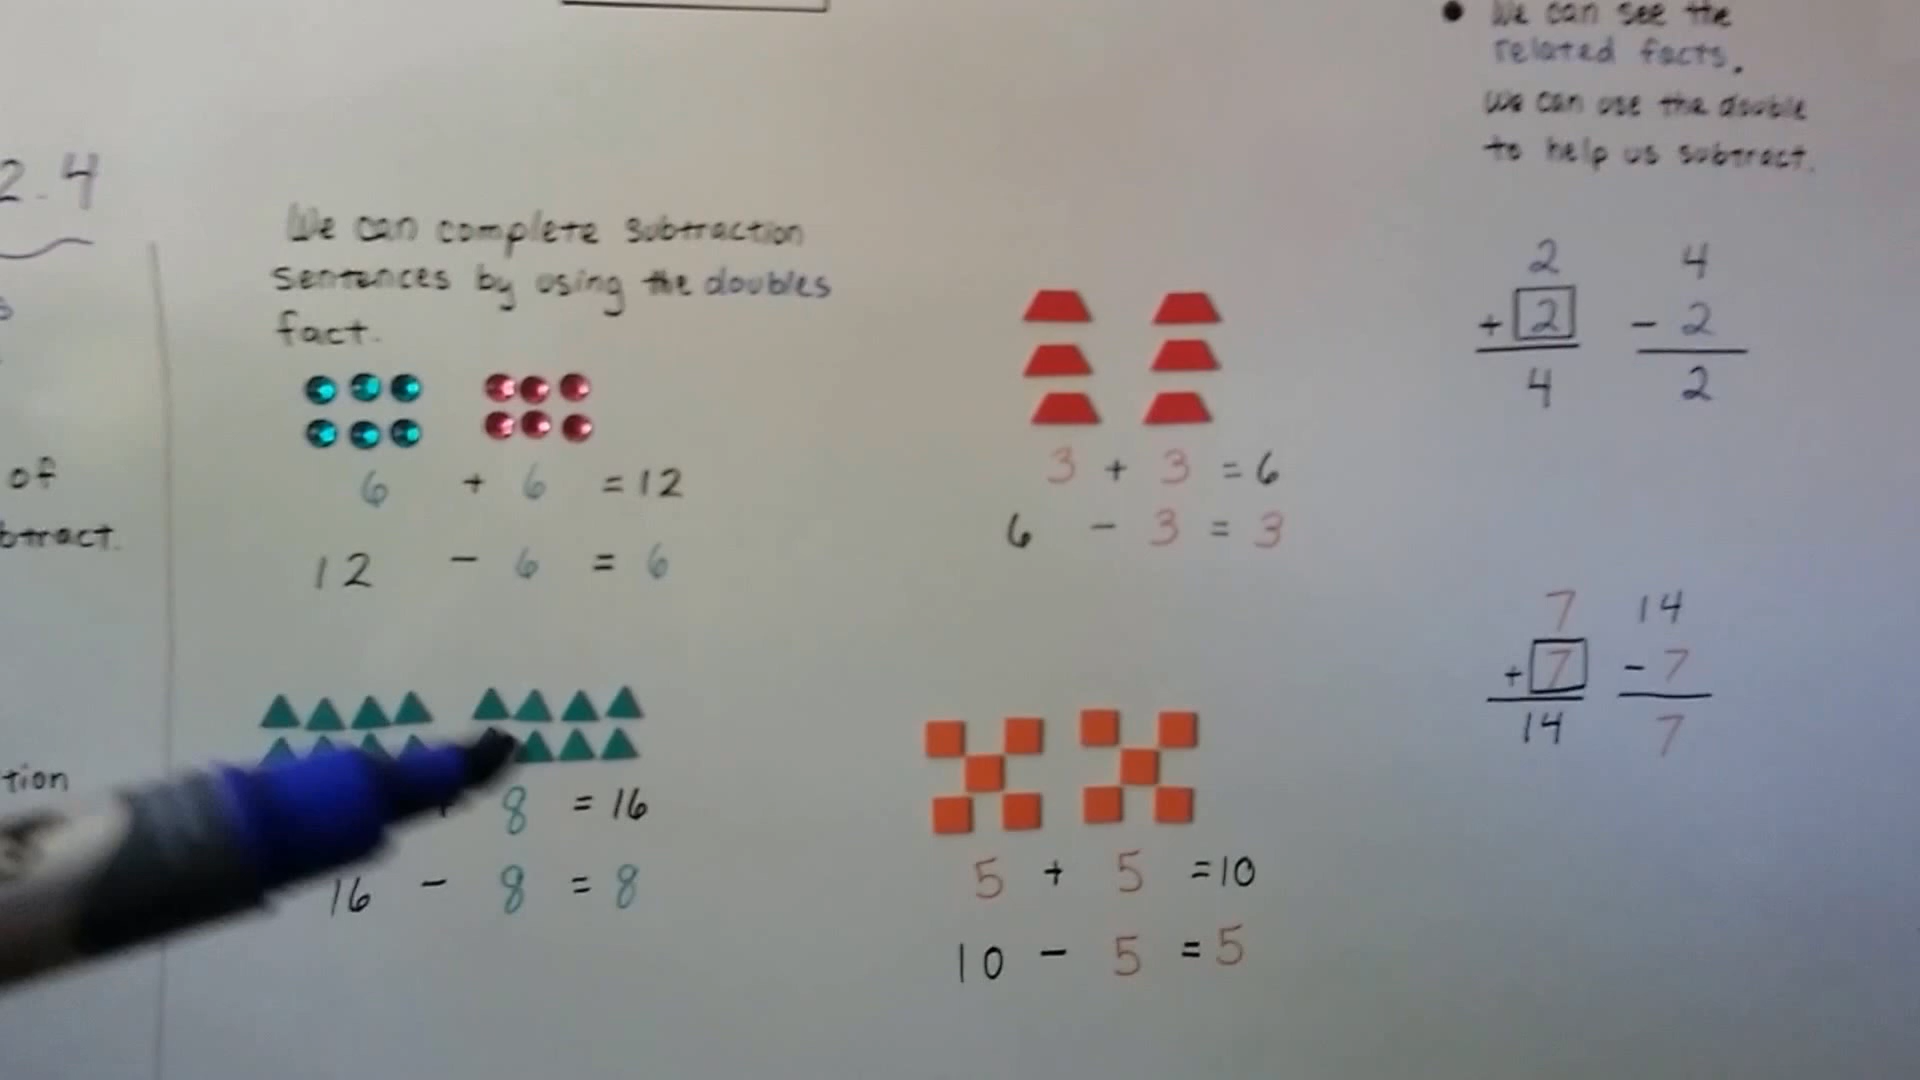 2.4
of
btract.
tion
We can complete subtraction
sentences by using the doubles
fact.
6 + 6 = 12
12 - 6 = 6
8 = 16
16 - 8 = 8
3 + 3 = 6
6 - 3 = 3
5 + 5 = 10
10 - 5 = 5
We can see the
related facts.
We can use the double
to help us subtract.
2 4
+ 2 - 2
4 2
7 14
+ 7 - 7
14 7